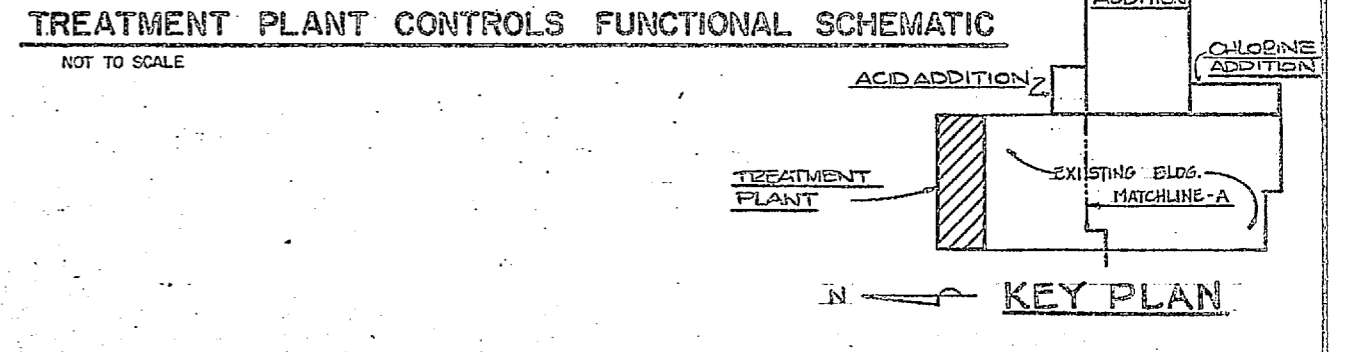 TREATMENT PLANT CONTROLS FUNCTIONAL SCHEMATIC
NOT TO SCALE
ADDITION
CHLORINE
ADDITION
ACID ADDITION
TREATMENT
PLANT
EXISTING BLDG.
MATCHLINE-A
N
KEY PLAN